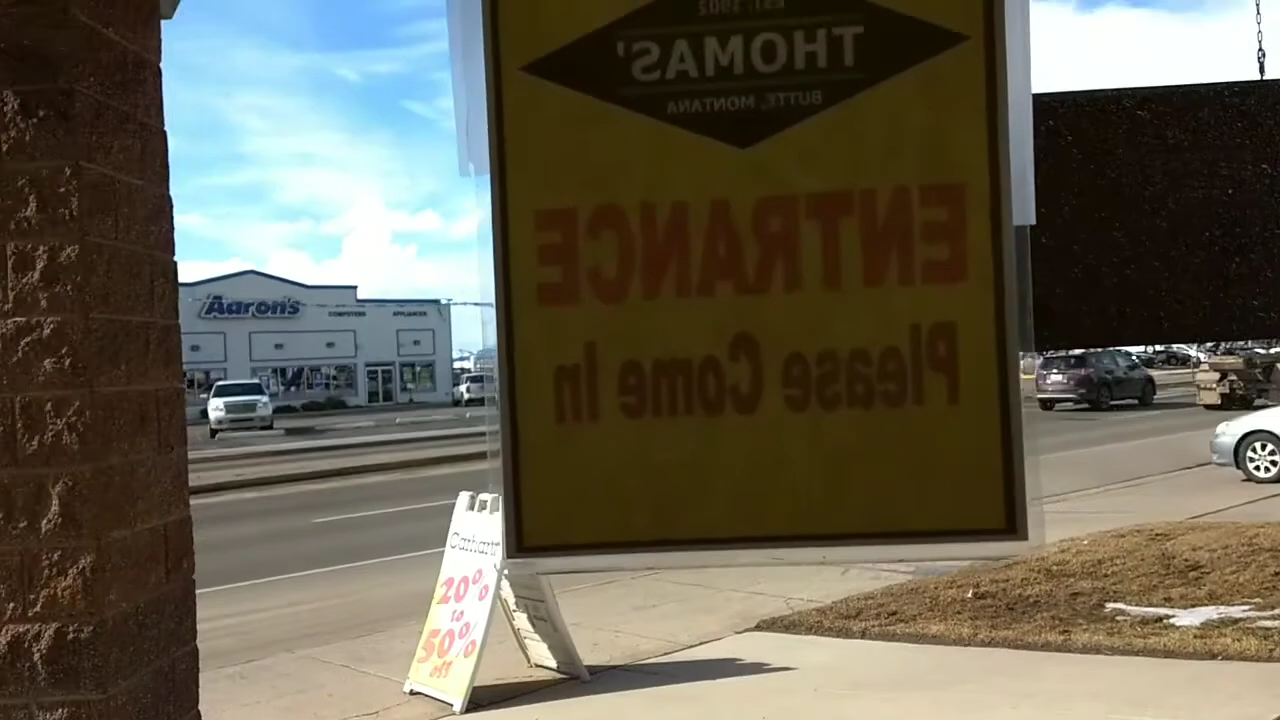 EST. 1902
THOMAS'
BUTTE, MONTANA
ENTRANCE
Please Come In
Aaron's
COMPUTERS
APPLIANCES
Carhartt
20%
to
50%
off